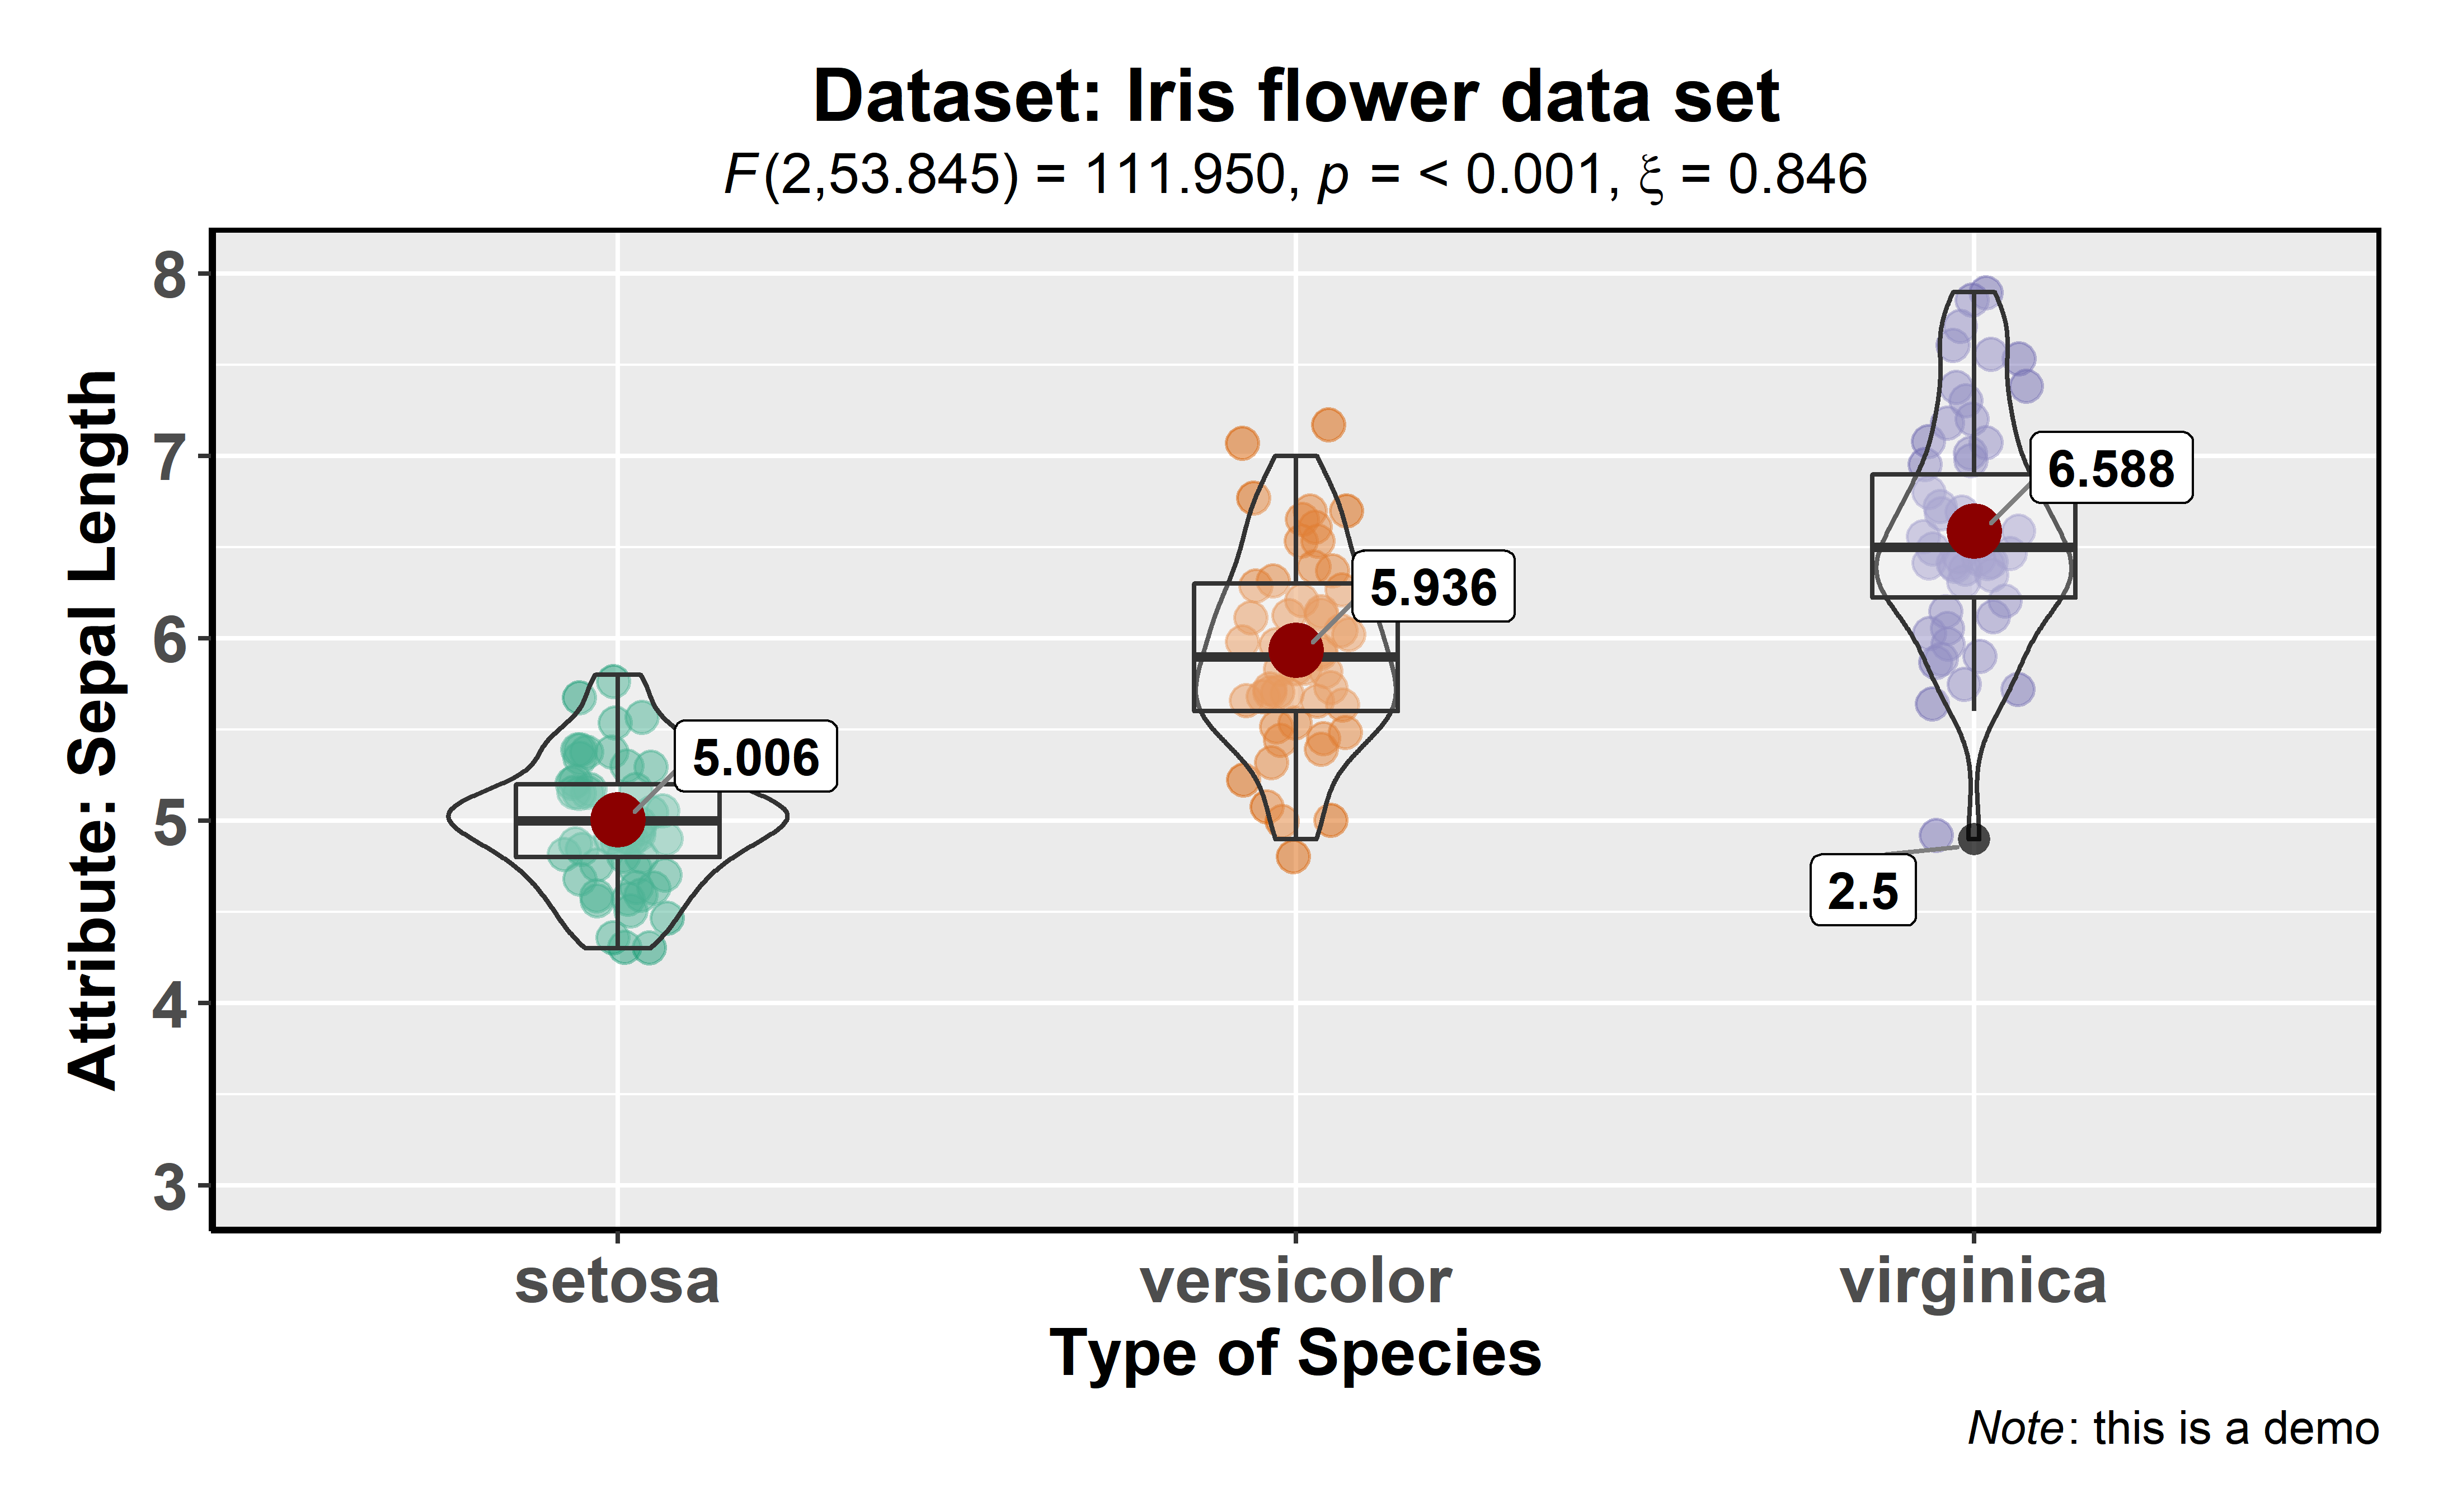 Dataset: Iris flower data set
F(2,53.845) = 111.950, p = < 0.001, ξ = 0.846
Attribute: Sepal Length
8
7
6
5
4
3
5.006
5.936
6.588
2.5
setosa versicolor virginica
Type of Species
Note: this is a demo